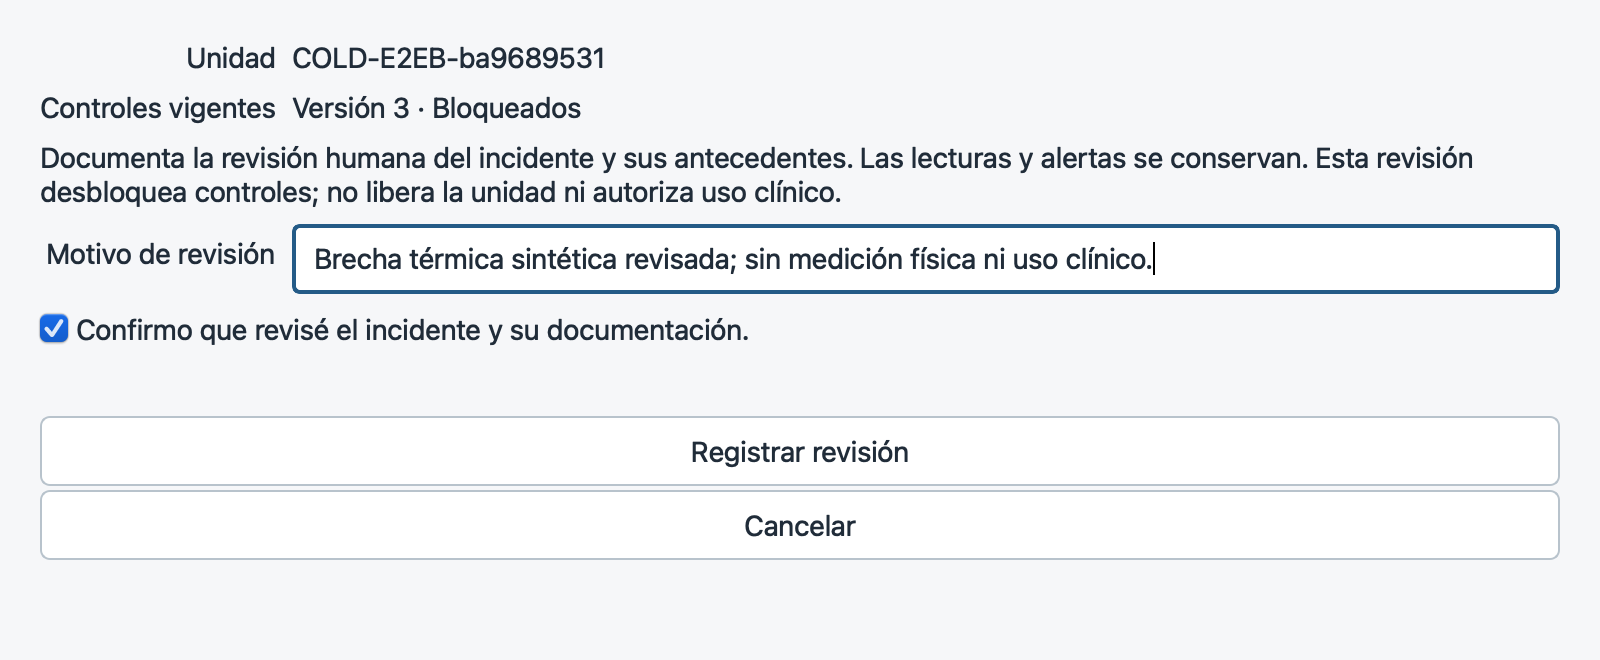 Unidad COLD-E2EB-ba9689531
Controles vigentes Versión 3 · Bloqueados
Documenta la revisión humana del incidente y sus antecedentes. Las lecturas y alertas se conservan. Esta revisión
desbloquea controles; no libera la unidad ni autoriza uso clínico.
Motivo de revisión Brecha térmica sintética revisada; sin medición física ni uso clínico.
Confirmo que revisé el incidente y su documentación.
Registrar revisión
Cancelar